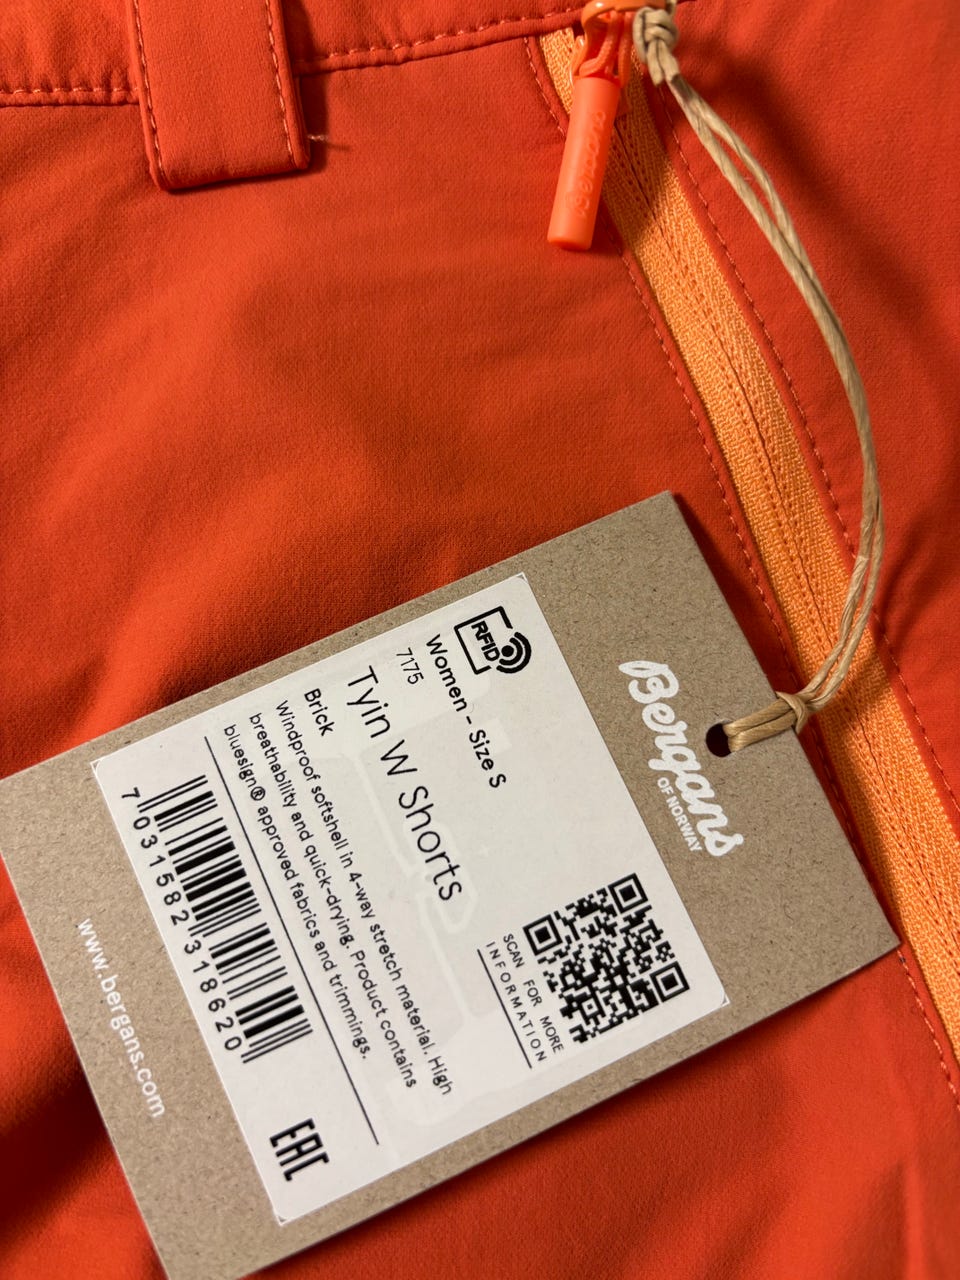 Bergans
Bergans
OF NORWAY
RFID
Women - Size S
7175
Tyin W Shorts
Brick
Windproof softshell in 4-way stretch material. High
breathability and quick-drying. Product contains
bluesign® approved fabrics and trimmings.
SCAN FOR MORE
INFORMATION
7 031582 318620
EAC
www.bergans.com